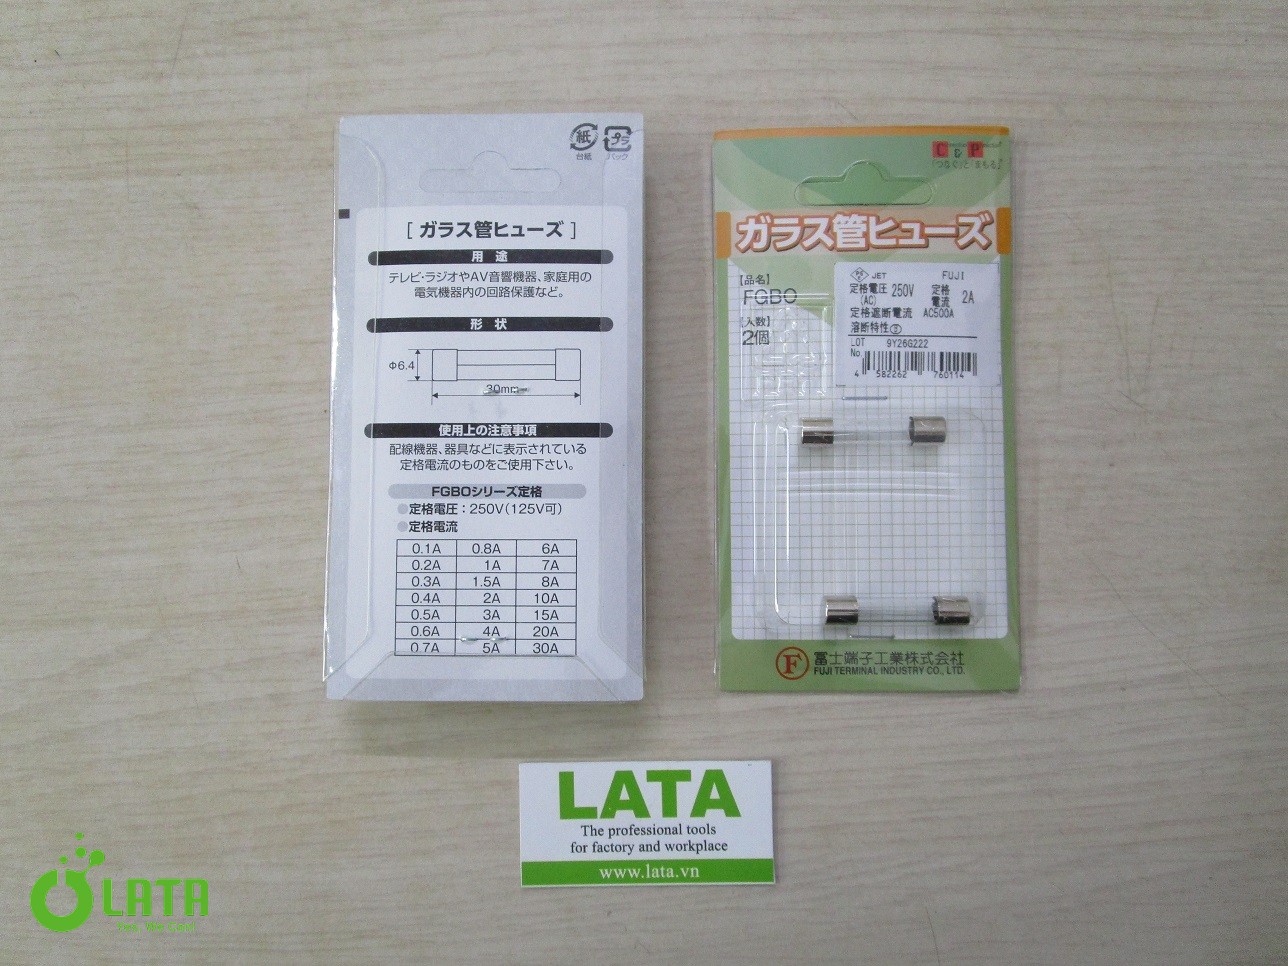 紙
台紙
プラ
パック
[ ガラス管ヒューズ ]
用 途
テレビ・ラジオやAV音響機器、家庭用の
電気機器内の回路保護など。
形 状
Φ6.4
30mm
使用上の注意事項
配線機器、器具などに表示されている
定格電流のものをご使用下さい。
FGBOシリーズ定格
定格電圧：250V(125V可)
定格電流
0.1A 0.8A 6A
0.2A 1A 7A
0.3A 1.5A 8A
0.4A 2A 10A
0.5A 3A 15A
0.6A 4A 20A
0.7A 5A 30A
C & P
「つなぐ」と「まもる」
ガラス管ヒューズ
【品名】
FGBO
【入数】
2個
JET FUJI
定格電圧 250V 定格電流 2A
(AC)
定格遮断電流 AC500A
溶断特性②
LOT No. 9Y26G222
4 582262 760114
F 冨士端子工業株式会社
FUJI TERMINAL INDUSTRY CO., LTD.
LATA
The professional tools
for factory and workplace
www.lata.vn
LATA